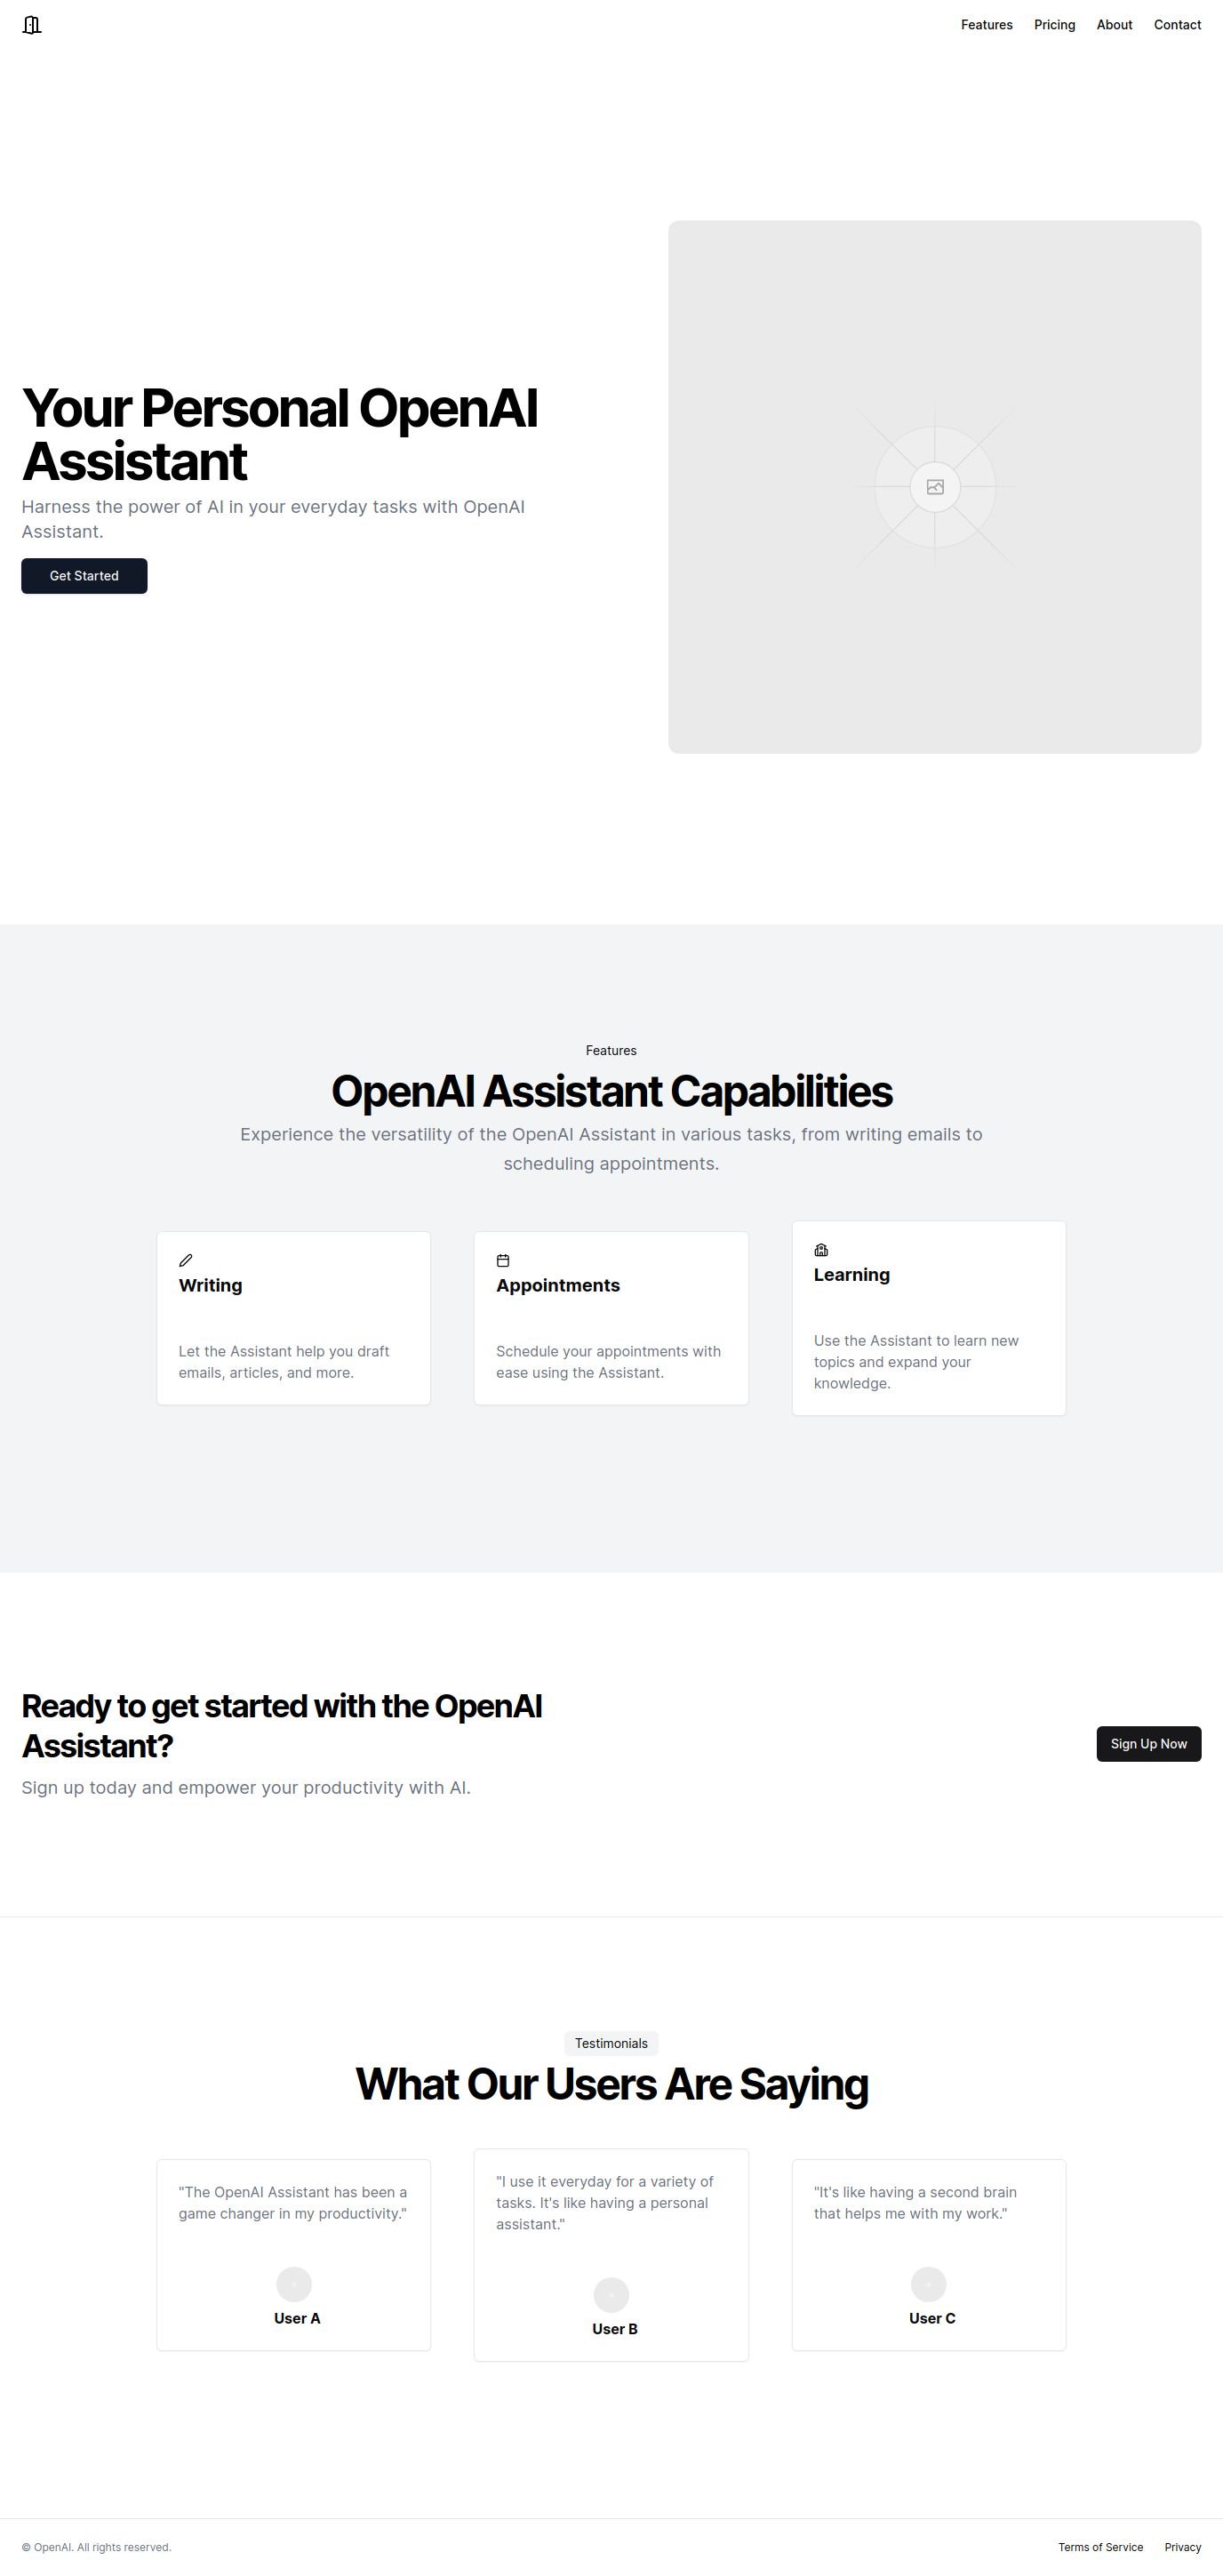 Features Pricing About Contact
Your Personal OpenAI
Assistant
Harness the power of AI in your everyday tasks with OpenAI
Assistant.
Get Started
Features
OpenAI Assistant Capabilities
Experience the versatility of the OpenAI Assistant in various tasks, from writing emails to
scheduling appointments.
Writing
Let the Assistant help you draft
emails, articles, and more.
Appointments
Schedule your appointments with
ease using the Assistant.
Learning
Use the Assistant to learn new
topics and expand your
knowledge.
Ready to get started with the OpenAI
Assistant?
Sign up today and empower your productivity with AI.
Sign Up Now
Testimonials
What Our Users Are Saying
"The OpenAI Assistant has been a
game changer in my productivity."
User A
"I use it everyday for a variety of
tasks. It's like having a personal
assistant."
User B
"It's like having a second brain
that helps me with my work."
User C
© OpenAI. All rights reserved.
Terms of Service Privacy